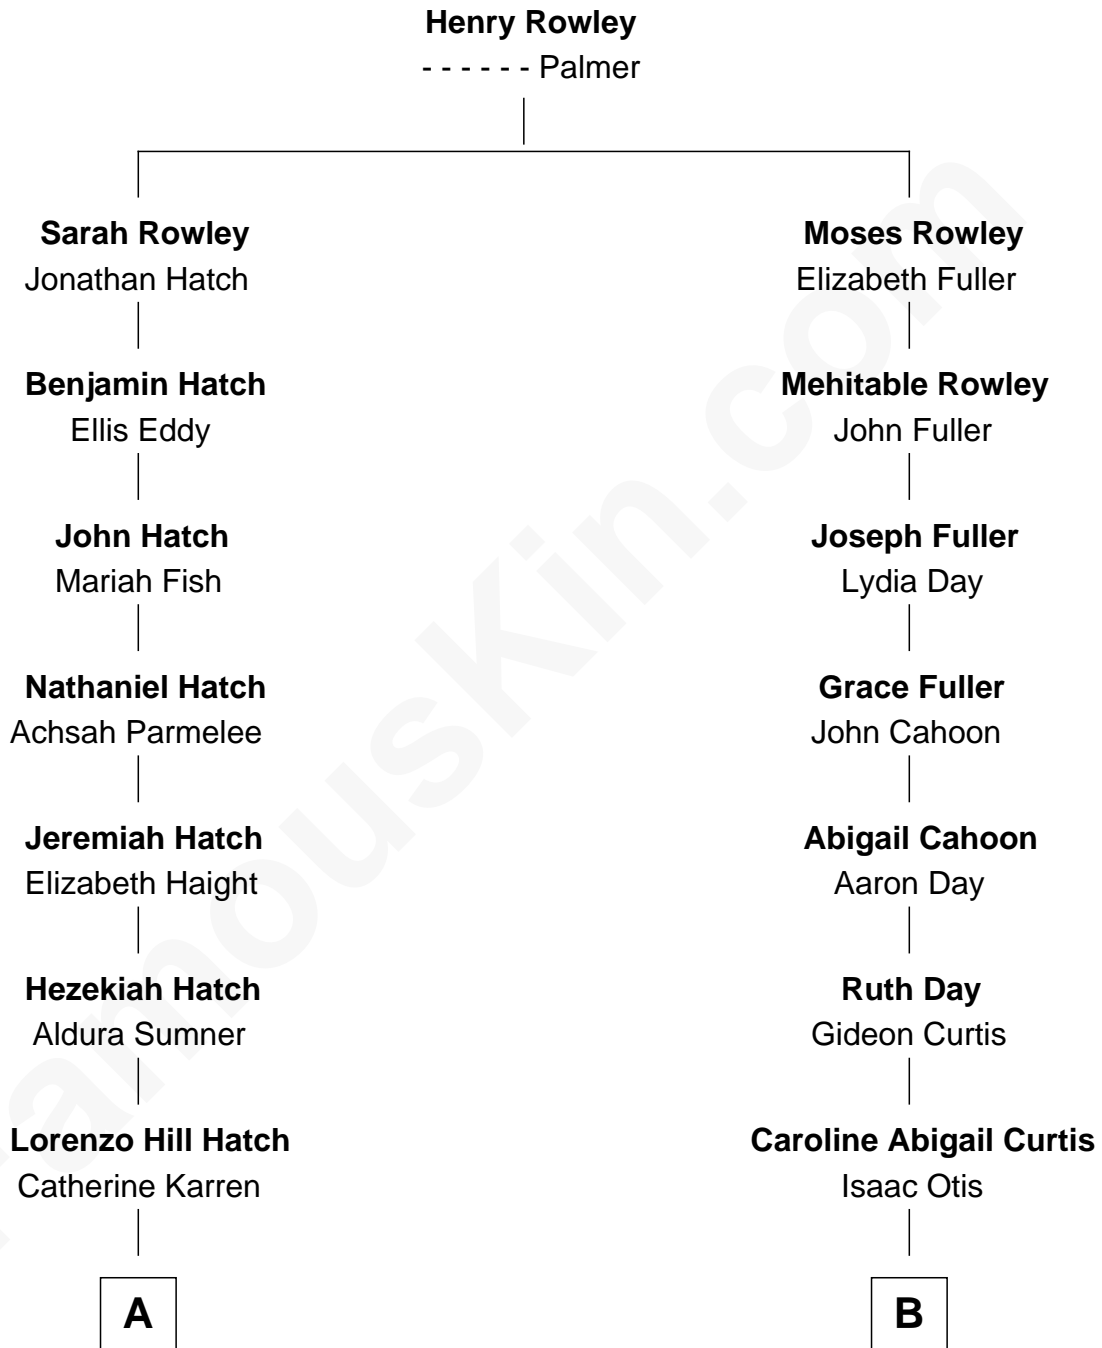 Henry Rowley
- - - - - - Palmer
Sarah Rowley
Jonathan Hatch
Benjamin Hatch
Ellis Eddy
John Hatch
Mariah Fish
Nathaniel Hatch
Achsah Parmelee
Jeremiah Hatch
Elizabeth Haight
Hezekiah Hatch
Aldura Sumner
Lorenzo Hill Hatch
Catherine Karren
A
Moses Rowley
Elizabeth Fuller
Mehitable Rowley
John Fuller
Joseph Fuller
Lydia Day
Grace Fuller
John Cahoon
Abigail Cahoon
Aaron Day
Ruth Day
Gideon Curtis
Caroline Abigail Curtis
Isaac Otis
B
FamousKin.com